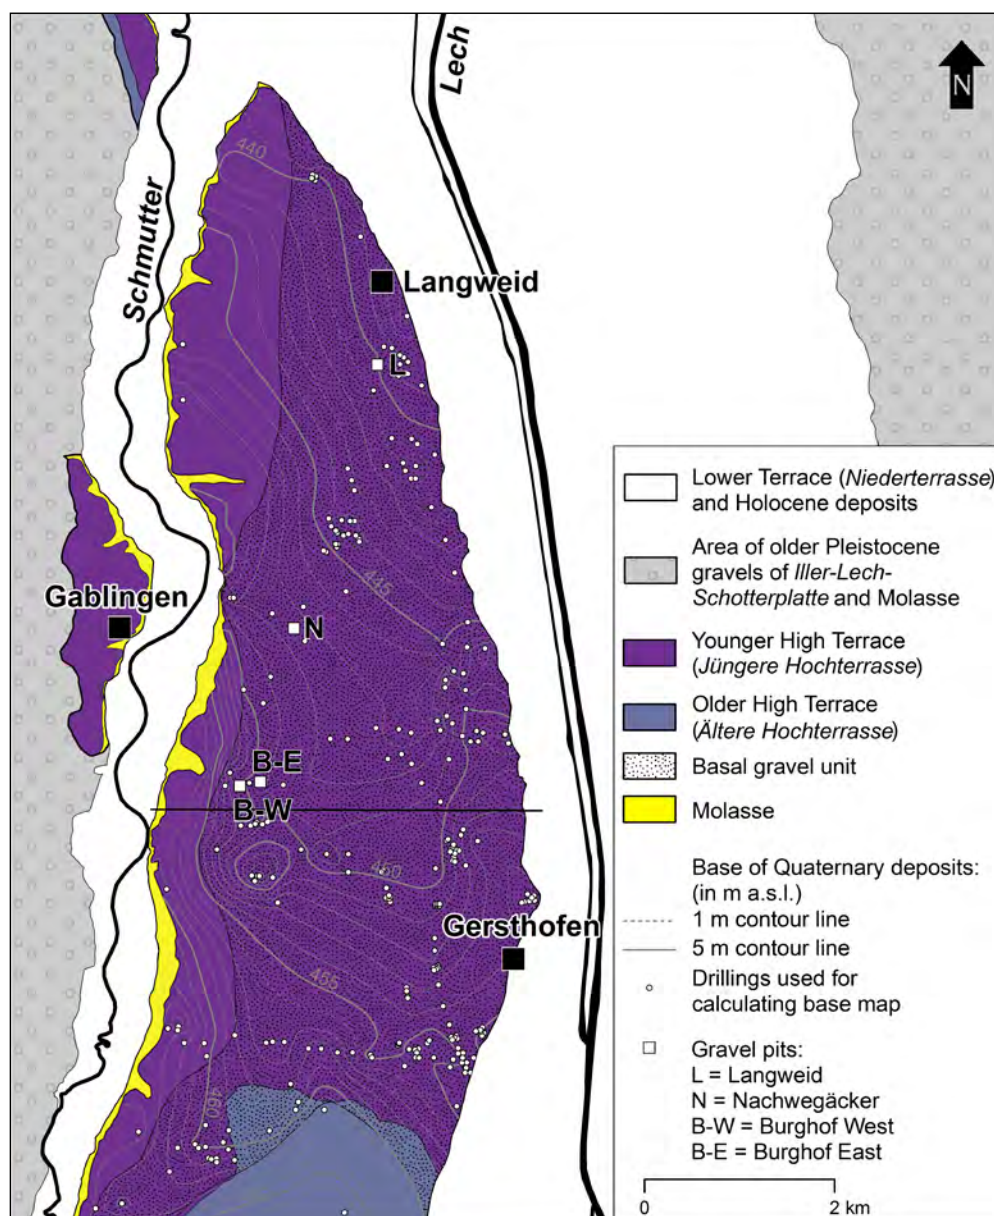 N
Lech
440
Schmutter
Langweid
L
445
Gablingen
N
B-E
B-W
460
Gersthofen
465
460
Lower Terrace (Niederterrasse)
and Holocene deposits
Area of older Pleistocene
gravels of Iller-Lech-
Schotterplatte and Molasse
Younger High Terrace
(Jüngere Hochterrasse)
Older High Terrace
(Ältere Hochterrasse)
Basal gravel unit
Molasse
Base of Quaternary deposits:
(in m a.s.l.)
1 m contour line
5 m contour line
Drillings used for
calculating base map
Gravel pits:
L = Langweid
N = Nachwegäcker
B-W = Burghof West
B-E = Burghof East
0 2 km